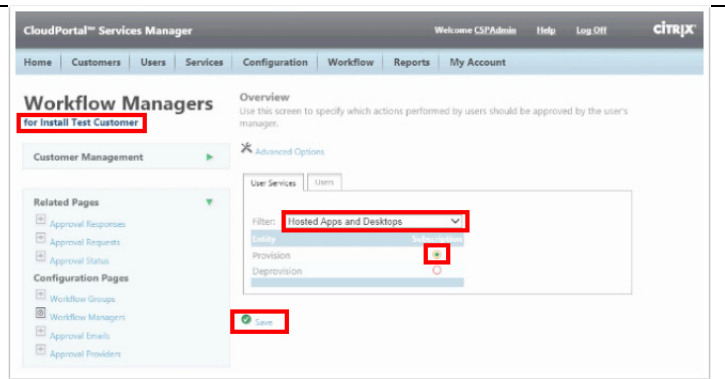 CloudPortal™ Services Manager
Welcome CSPAdmin Help Log Off
CİTRIX
Home Customers Users Services Configuration Workflow Reports My Account
Workflow Managers
for Install Test Customer
Customer Management
Related Pages
Approval Responses
Approval Requests
Approval Status
Configuration Pages
Workflow Groups
Workflow Managers
Approval Emails
Approval Providers
Overview
Use this screen to specify which actions performed by users should be approved by the user's
manager.
Advanced Options
User Services Users
Filter: Hosted Apps and Desktops
Entity Subscription
Provision
Deprovision
Save